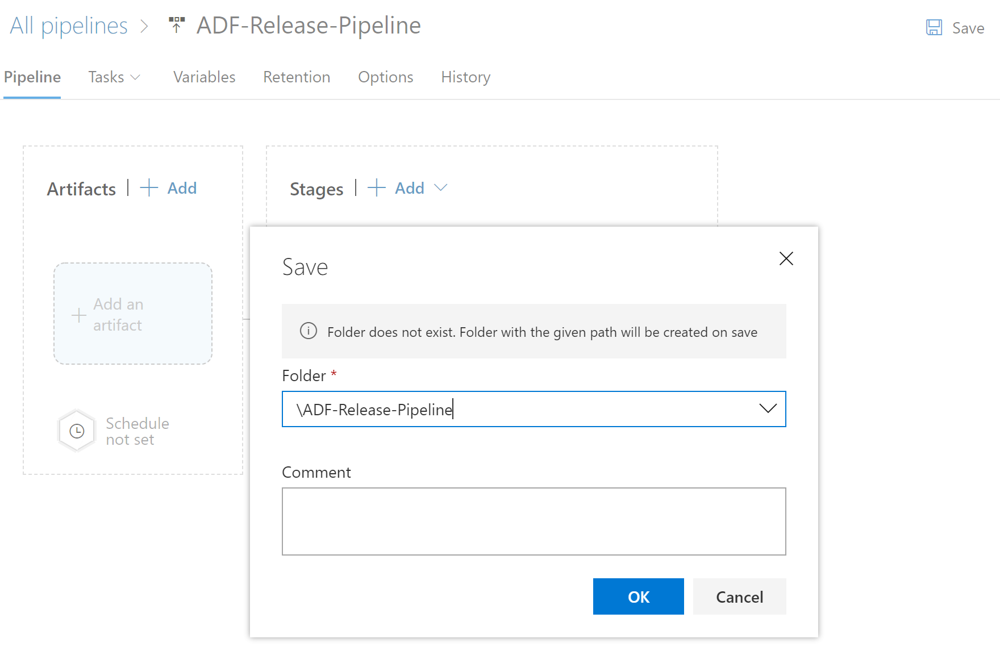 All pipelines
ADF-Release-Pipeline
Save
Pipeline
Tasks
Variables
Retention
Options
History
Artifacts
Add
Stages
Add
Add an
artifact
Schedule
not set
Save
Folder does not exist. Folder with the given path will be created on save
Folder *
\ADF-Release-Pipeline
Comment
OK
Cancel